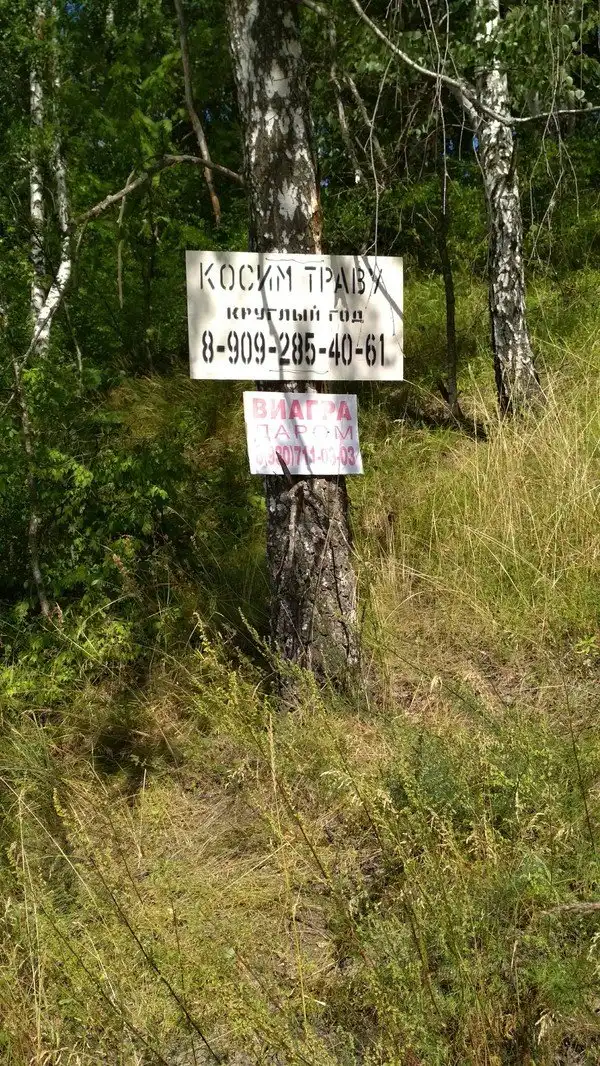 КОСИМ ТРАВУ
КРУГЛЫЙ ГОД
8-909-285-40-61
ВИАГРА
ДАРОМ